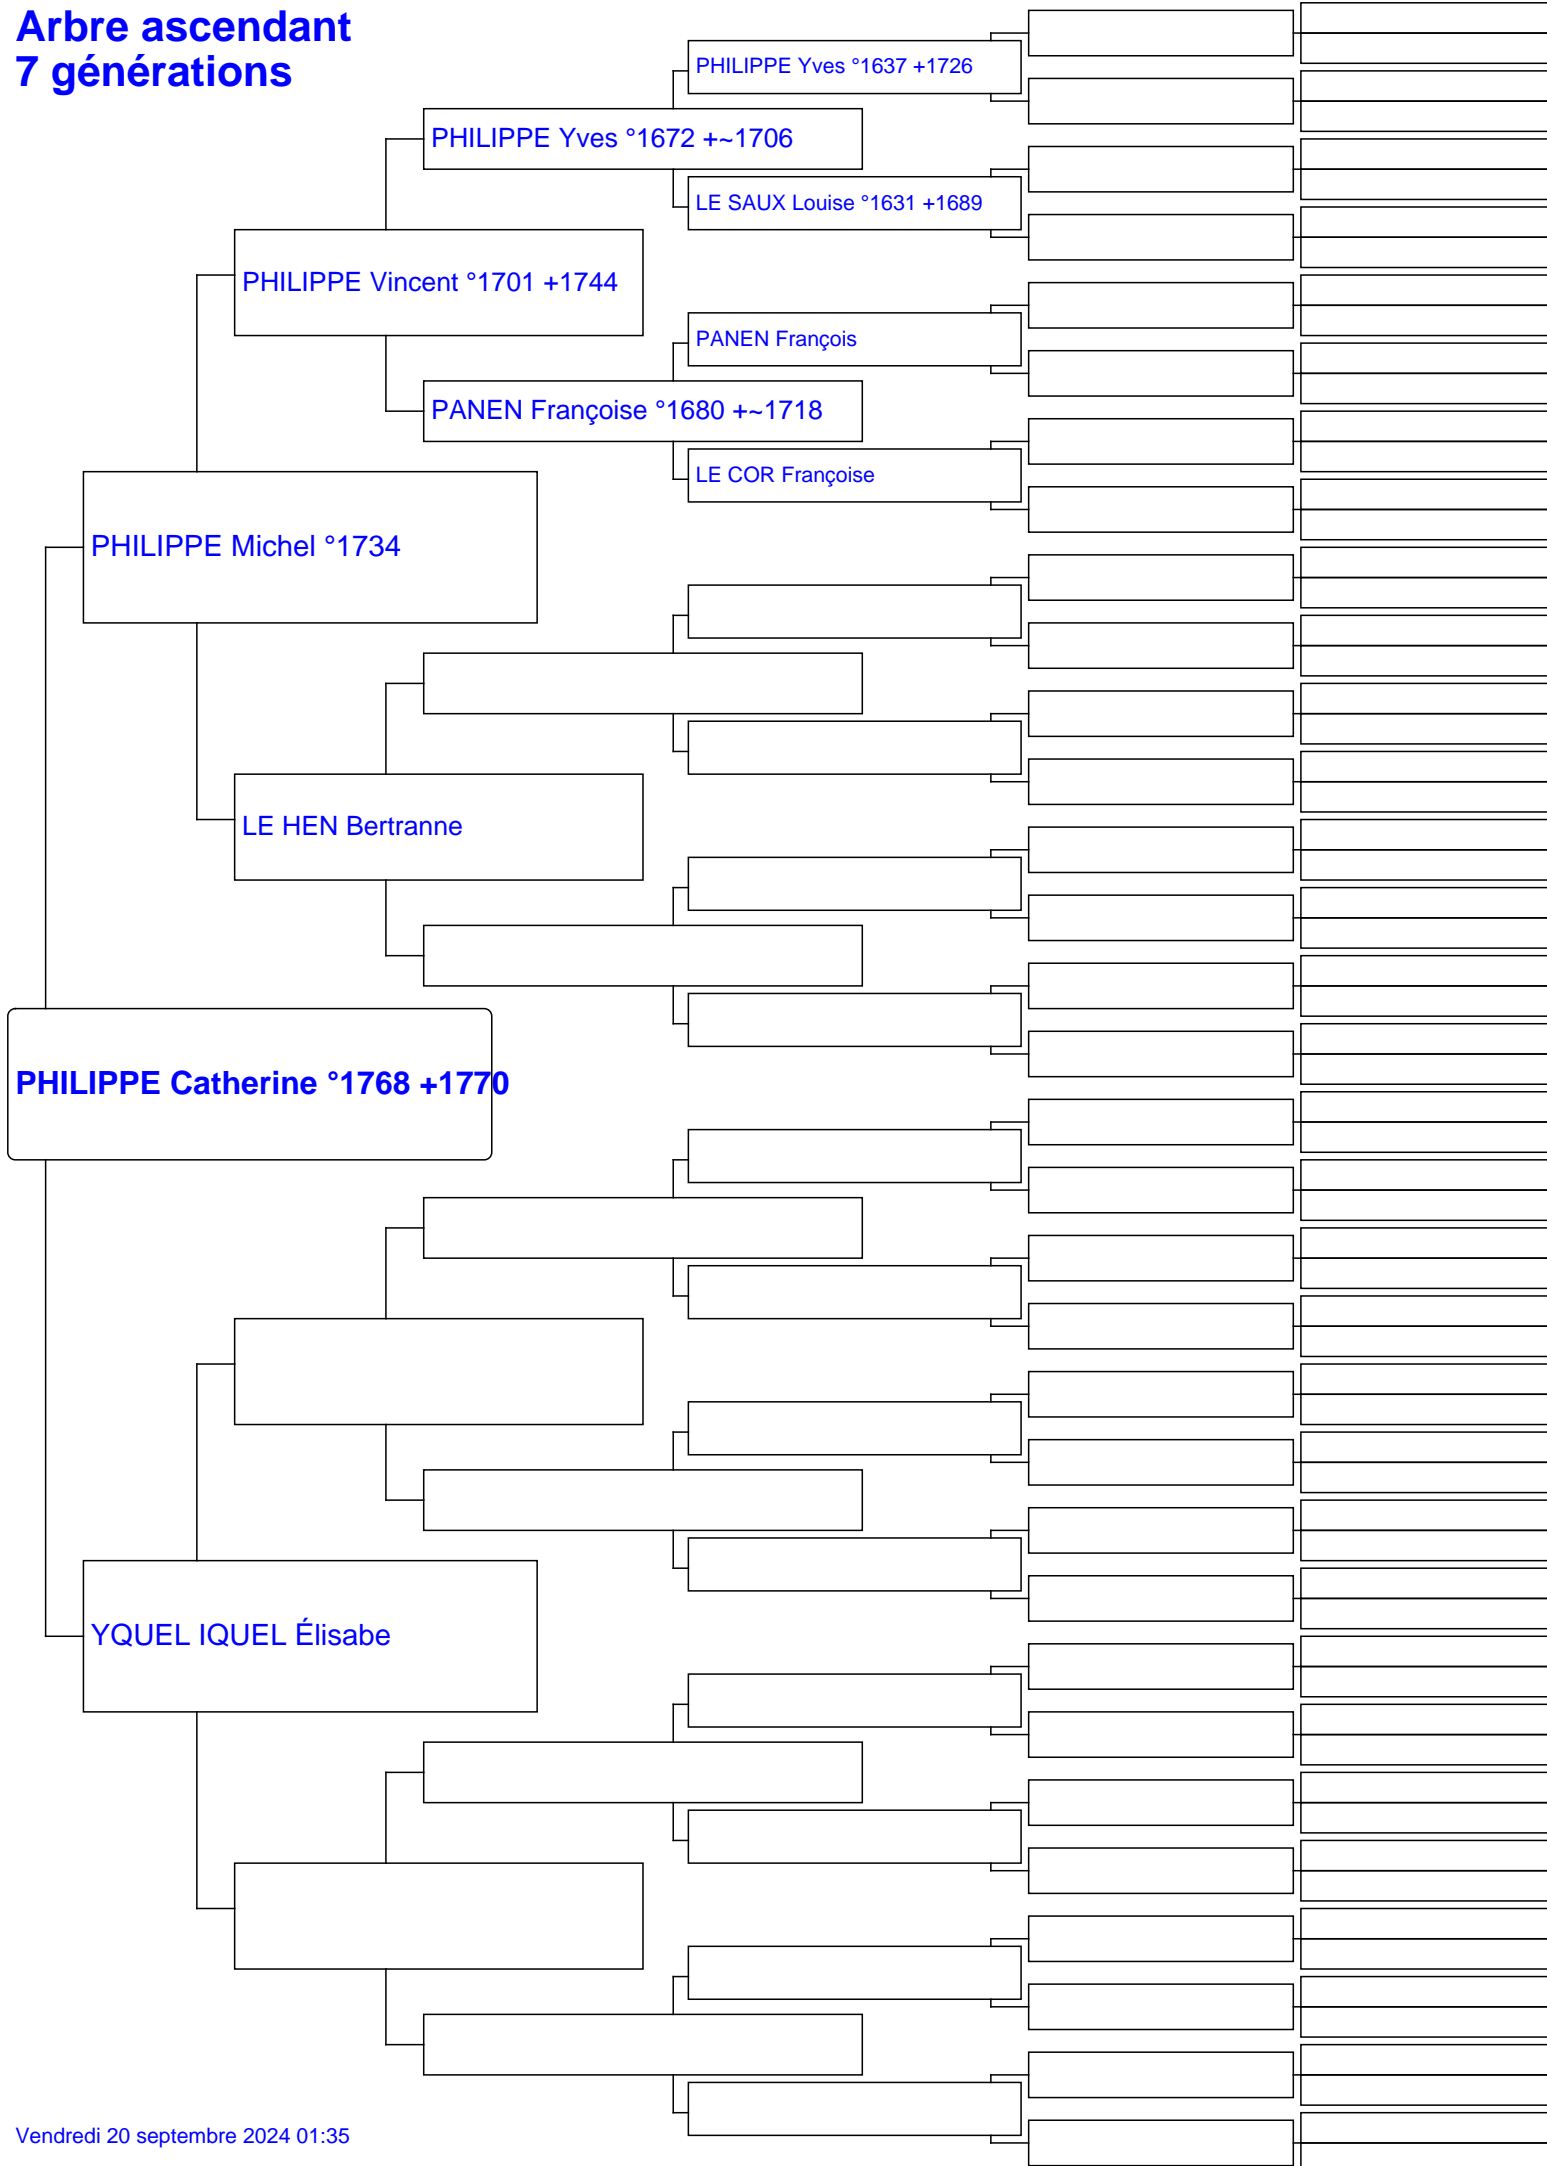 Arbre ascendant
7 générations
PHILIPPE Yves °1637 +1726
PHILIPPE Yves °1672 +~1706
LE SAUX Louise °1631 +1689
PHILIPPE Vincent °1701 +1744
PANEN François
PANEN Françoise °1680 +~1718
LE COR Françoise
PHILIPPE Michel °1734
LE HEN Bertranne
PHILIPPE Catherine °1768 +1770
YQUEL IQUEL Élisabe
Vendredi 20 septembre 2024 01:35